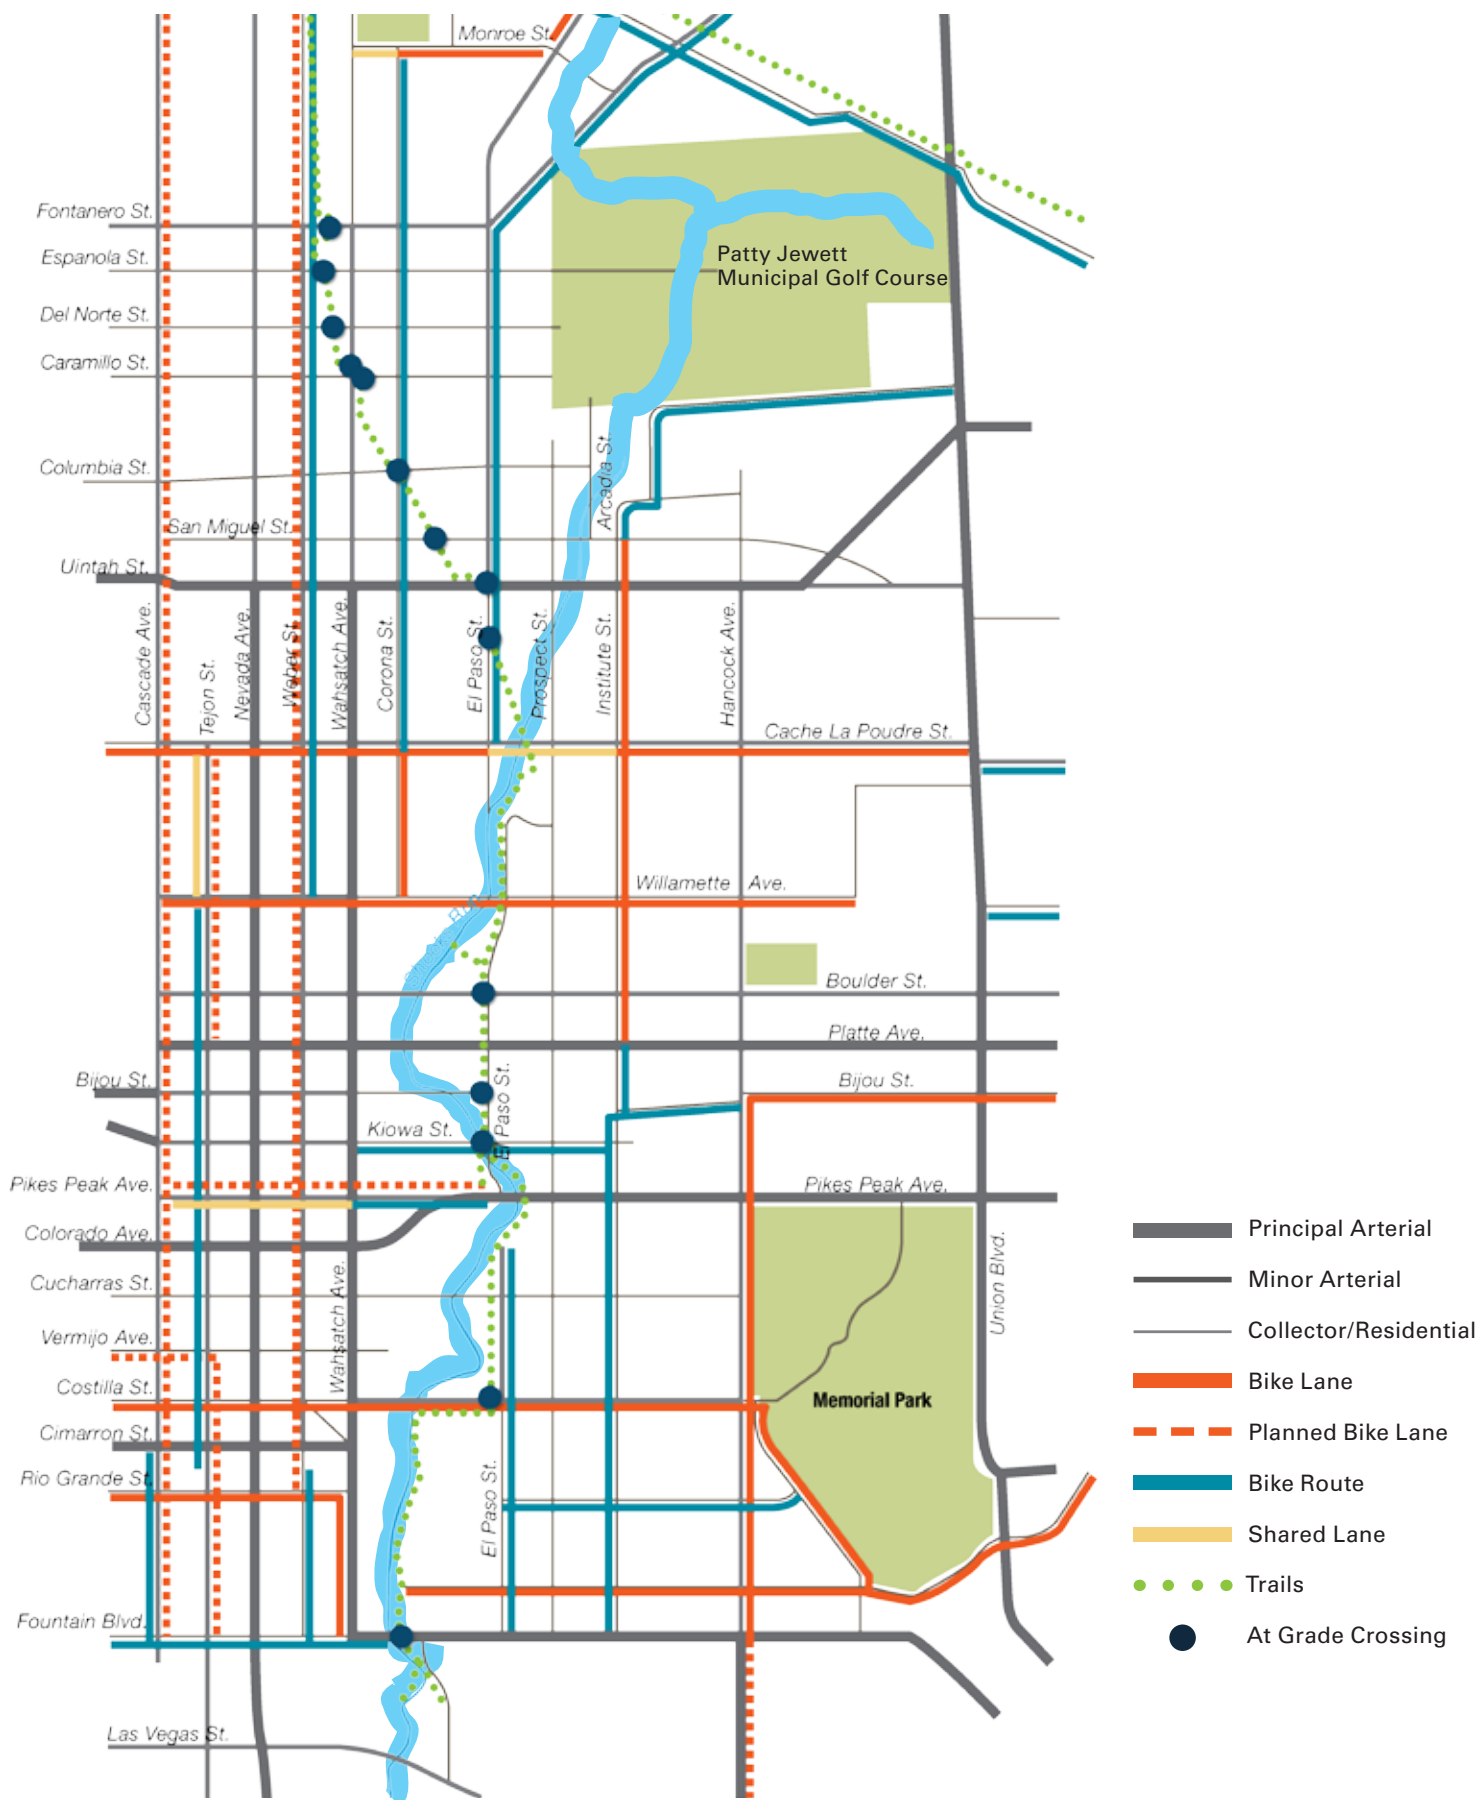 Monroe St.
Fontanero St.
Espanola St.
Patty Jewett
Municipal Golf Course
Del Norte St.
Caramillo St.
Columbia St.
Arcadia St.
San Miguel St.
Uintah St.
Cascade Ave.
Tejon St.
Nevada Ave.
Weber St.
Wahsatch Ave.
Corona St.
El Paso St.
Prospect St.
Institute St.
Hancock Ave.
Cache La Poudre St.
Willamette Ave.
Boulder St.
Platte Ave.
Bijou St.
Bijou St.
El Paso St.
Kiowa St.
Pikes Peak Ave.
Pikes Peak Ave.
Colorado Ave.
Cucharras St.
Wahsatch Ave.
Union Blvd.
Vermijo Ave.
Costilla St.
Memorial Park
Cimarron St.
Rio Grande St.
El Paso St.
Fountain Blvd.
Las Vegas St.
Principal Arterial
Minor Arterial
Collector/Residential
Bike Lane
Planned Bike Lane
Bike Route
Shared Lane
Trails
At Grade Crossing